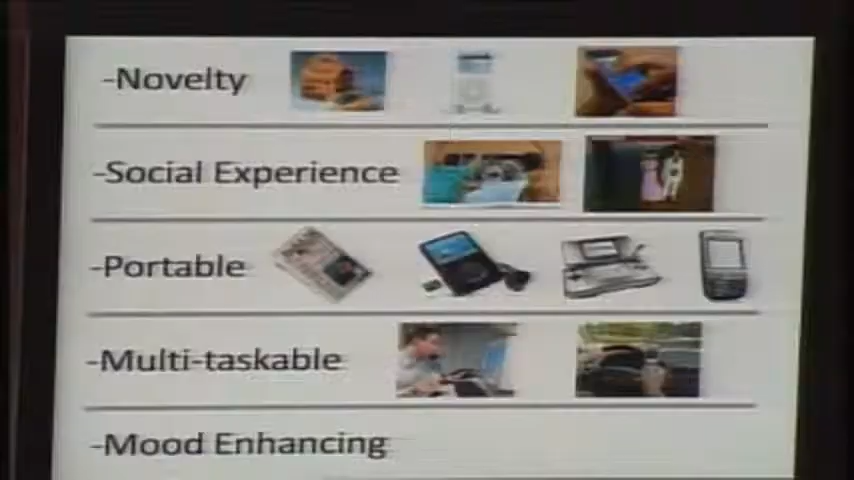 -Novelty
-Social Experience
-Portable
-Multi-taskable
-Mood Enhancing